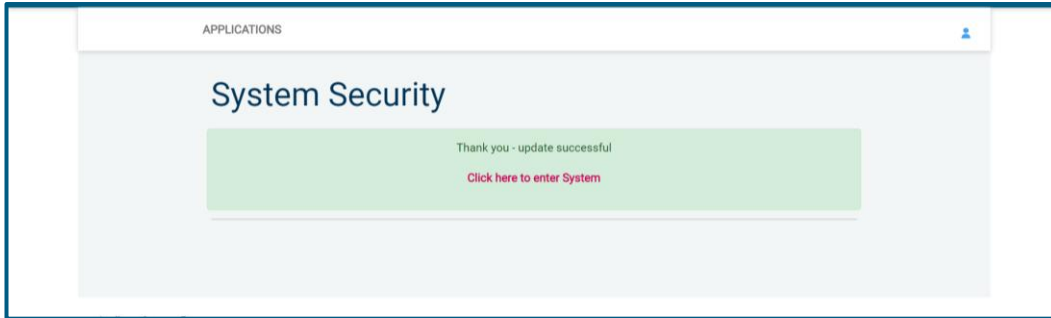 APPLICATIONS
System Security
Thank you - update successful
Click here to enter System